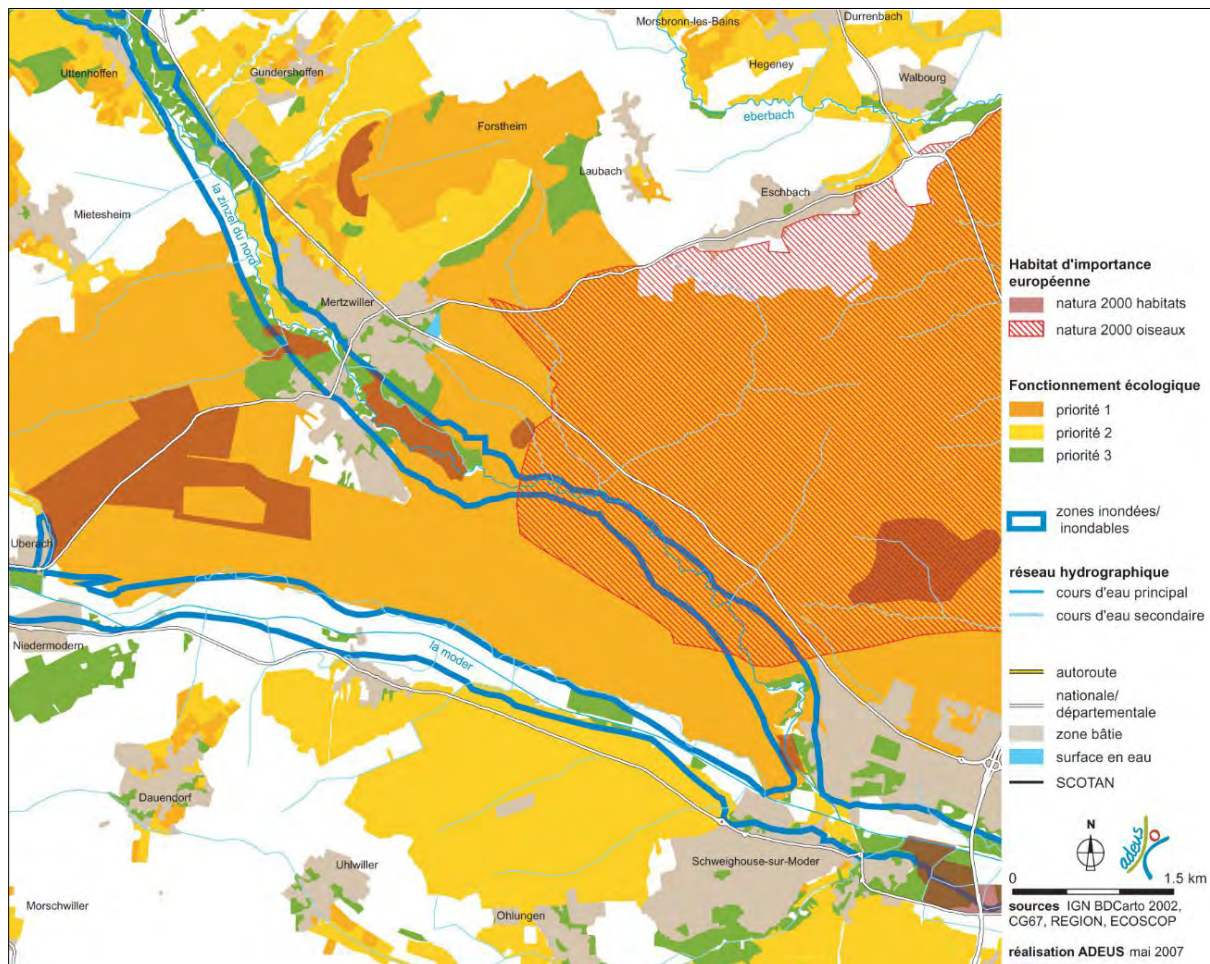 Morsbronn-les-Bains
Durrenbach
Uttenhoffen
Gundershoffen
Hegeney
Walbourg
eberbach
Forstheim
Laubach
Eschbach
Mietesheim
la zinzel du nord
Mertzwiller
Uberach
Niedermodern
la moder
Dauendorf
Uhlwiller
Schweighouse-sur-Moder
Morschwiller
Ohlungen
Habitat d'importance
européenne
natura 2000 habitats
natura 2000 oiseaux
Fonctionnement écologique
priorité 1
priorité 2
priorité 3
zones inondées/
inondables
réseau hydrographique
cours d'eau principal
cours d'eau secondaire
autoroute
nationale/
départementale
zone bâtie
surface en eau
SCOTAN
N
adeus
0 1.5 km
sources IGN BDCarto 2002,
CG67, REGION, ECOSCOP
réalisation ADEUS mai 2007